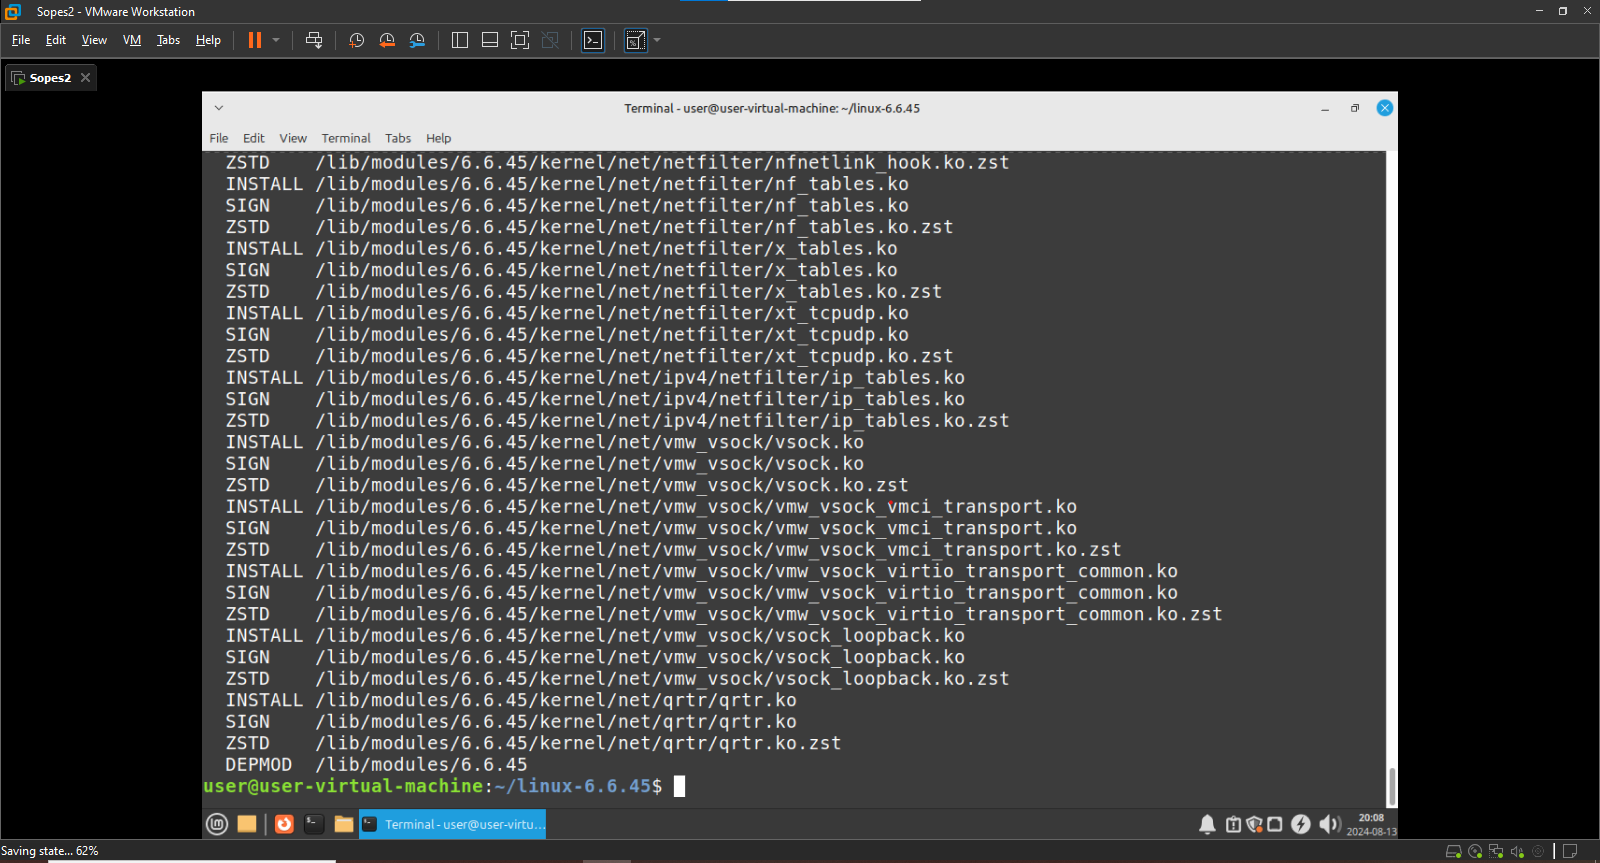 Sopes2 - VMware Workstation
File Edit View VM Tabs Help
Sopes2
Terminal - user@user-virtual-machine: ~/linux-6.6.45
File Edit View Terminal Tabs Help
ZSTD /lib/modules/6.6.45/kernel/net/netfilter/nfnetlink_hook.ko.zst
INSTALL /lib/modules/6.6.45/kernel/net/netfilter/nf_tables.ko
SIGN /lib/modules/6.6.45/kernel/net/netfilter/nf_tables.ko
ZSTD /lib/modules/6.6.45/kernel/net/netfilter/nf_tables.ko.zst
INSTALL /lib/modules/6.6.45/kernel/net/netfilter/x_tables.ko
SIGN /lib/modules/6.6.45/kernel/net/netfilter/x_tables.ko
ZSTD /lib/modules/6.6.45/kernel/net/netfilter/x_tables.ko.zst
INSTALL /lib/modules/6.6.45/kernel/net/netfilter/xt_tcpudp.ko
SIGN /lib/modules/6.6.45/kernel/net/netfilter/xt_tcpudp.ko
ZSTD /lib/modules/6.6.45/kernel/net/netfilter/xt_tcpudp.ko.zst
INSTALL /lib/modules/6.6.45/kernel/net/ipv4/netfilter/ip_tables.ko
SIGN /lib/modules/6.6.45/kernel/net/ipv4/netfilter/ip_tables.ko
ZSTD /lib/modules/6.6.45/kernel/net/ipv4/netfilter/ip_tables.ko.zst
INSTALL /lib/modules/6.6.45/kernel/net/vmw_vsock/vsock.ko
SIGN /lib/modules/6.6.45/kernel/net/vmw_vsock/vsock.ko
ZSTD /lib/modules/6.6.45/kernel/net/vmw_vsock/vsock.ko.zst
INSTALL /lib/modules/6.6.45/kernel/net/vmw_vsock/vmw_vsock_vmci_transport.ko
SIGN /lib/modules/6.6.45/kernel/net/vmw_vsock/vmw_vsock_vmci_transport.ko
ZSTD /lib/modules/6.6.45/kernel/net/vmw_vsock/vmw_vsock_vmci_transport.ko.zst
INSTALL /lib/modules/6.6.45/kernel/net/vmw_vsock/vmw_vsock_virtio_transport_common.ko
SIGN /lib/modules/6.6.45/kernel/net/vmw_vsock/vmw_vsock_virtio_transport_common.ko
ZSTD /lib/modules/6.6.45/kernel/net/vmw_vsock/vmw_vsock_virtio_transport_common.ko.zst
INSTALL /lib/modules/6.6.45/kernel/net/vmw_vsock/vsock_loopback.ko
SIGN /lib/modules/6.6.45/kernel/net/vmw_vsock/vsock_loopback.ko
ZSTD /lib/modules/6.6.45/kernel/net/vmw_vsock/vsock_loopback.ko.zst
INSTALL /lib/modules/6.6.45/kernel/net/qrtr/qrtr.ko
SIGN /lib/modules/6.6.45/kernel/net/qrtr/qrtr.ko
ZSTD /lib/modules/6.6.45/kernel/net/qrtr/qrtr.ko.zst
DEPMOD /lib/modules/6.6.45
user@user-virtual-machine:~/linux-6.6.45$
Terminal - user@user-virtu...
20:08
2024-08-13
Saving state... 62%